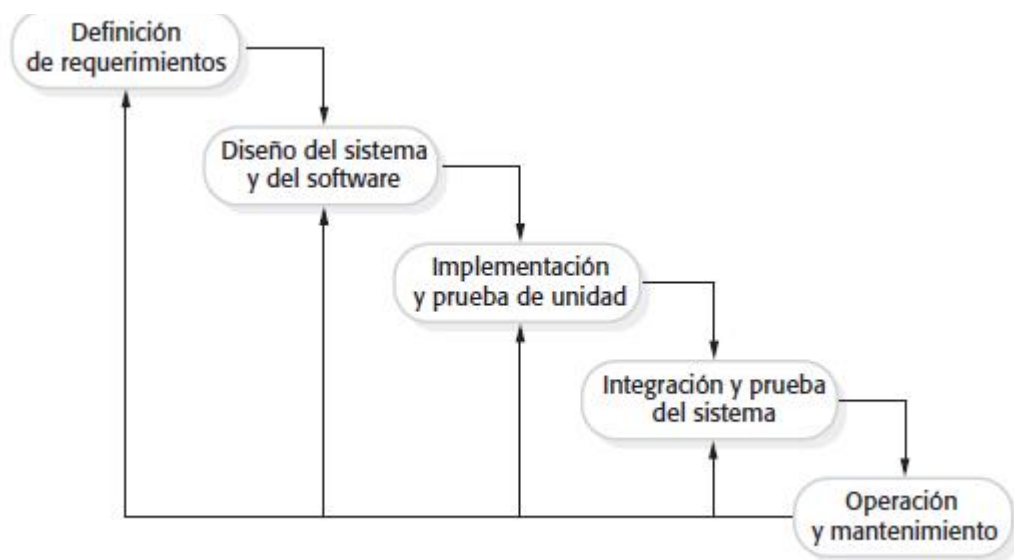 Definición
de requerimientos
Diseño del sistema
y del software
Implementación
y prueba de unidad
Integración y prueba
del sistema
Operación
y mantenimiento